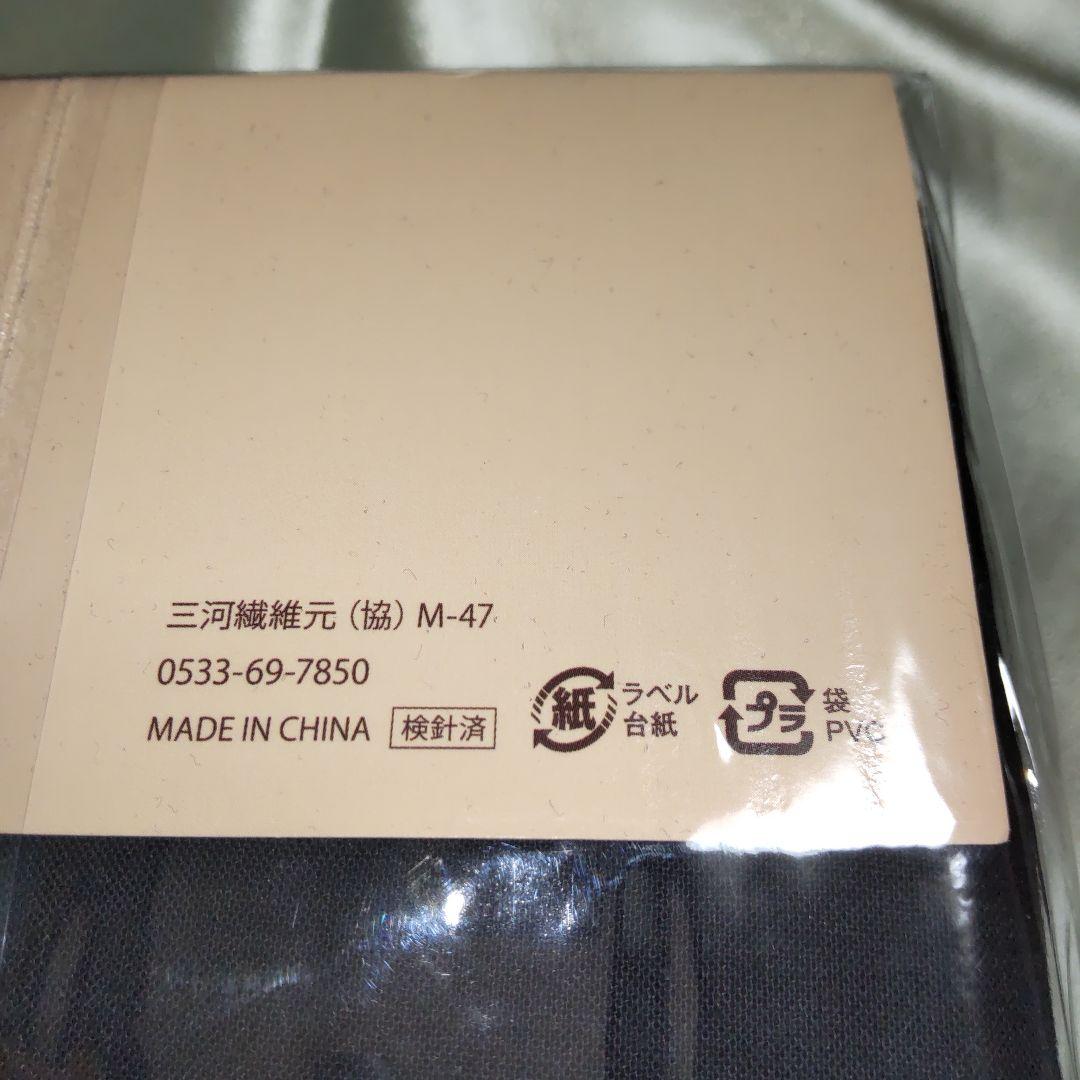 三河繊維元（協）M-47
0533-69-7850
MADE IN CHINA 検針済
紙 ラベル
台紙
プラ 袋
PVC